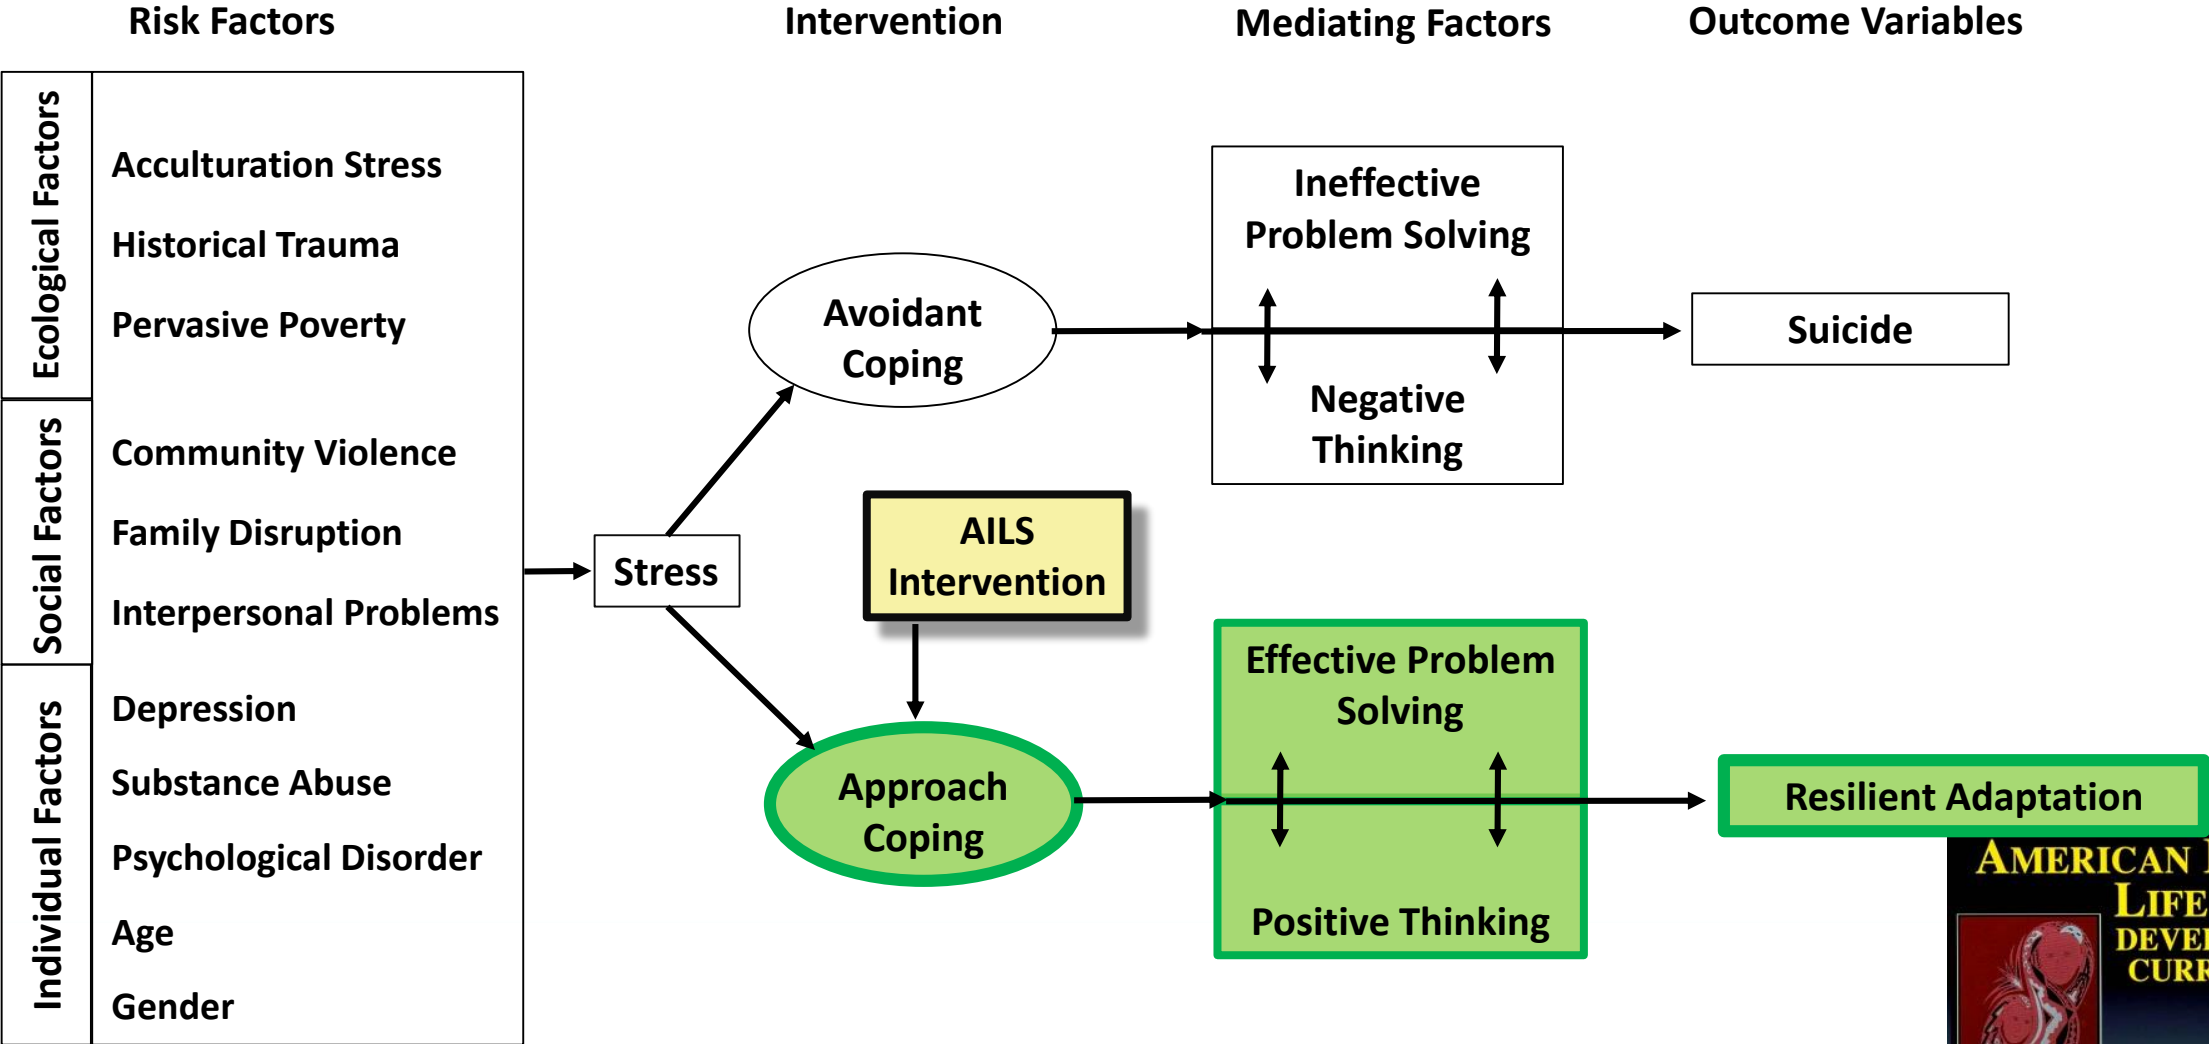 Risk Factors
Intervention
Mediating Factors
Outcome Variables
Ecological Factors
Acculturation Stress
Historical Trauma
Pervasive Poverty
Social Factors
Community Violence
Family Disruption
Interpersonal Problems
Individual Factors
Depression
Substance Abuse
Psychological Disorder
Age
Gender
Stress
Avoidant
Coping
AILS
Intervention
Approach
Coping
Ineffective
Problem Solving
Negative
Thinking
Effective Problem
Solving
Positive Thinking
Suicide
Resilient Adaptation
AMERICAN
LIFE